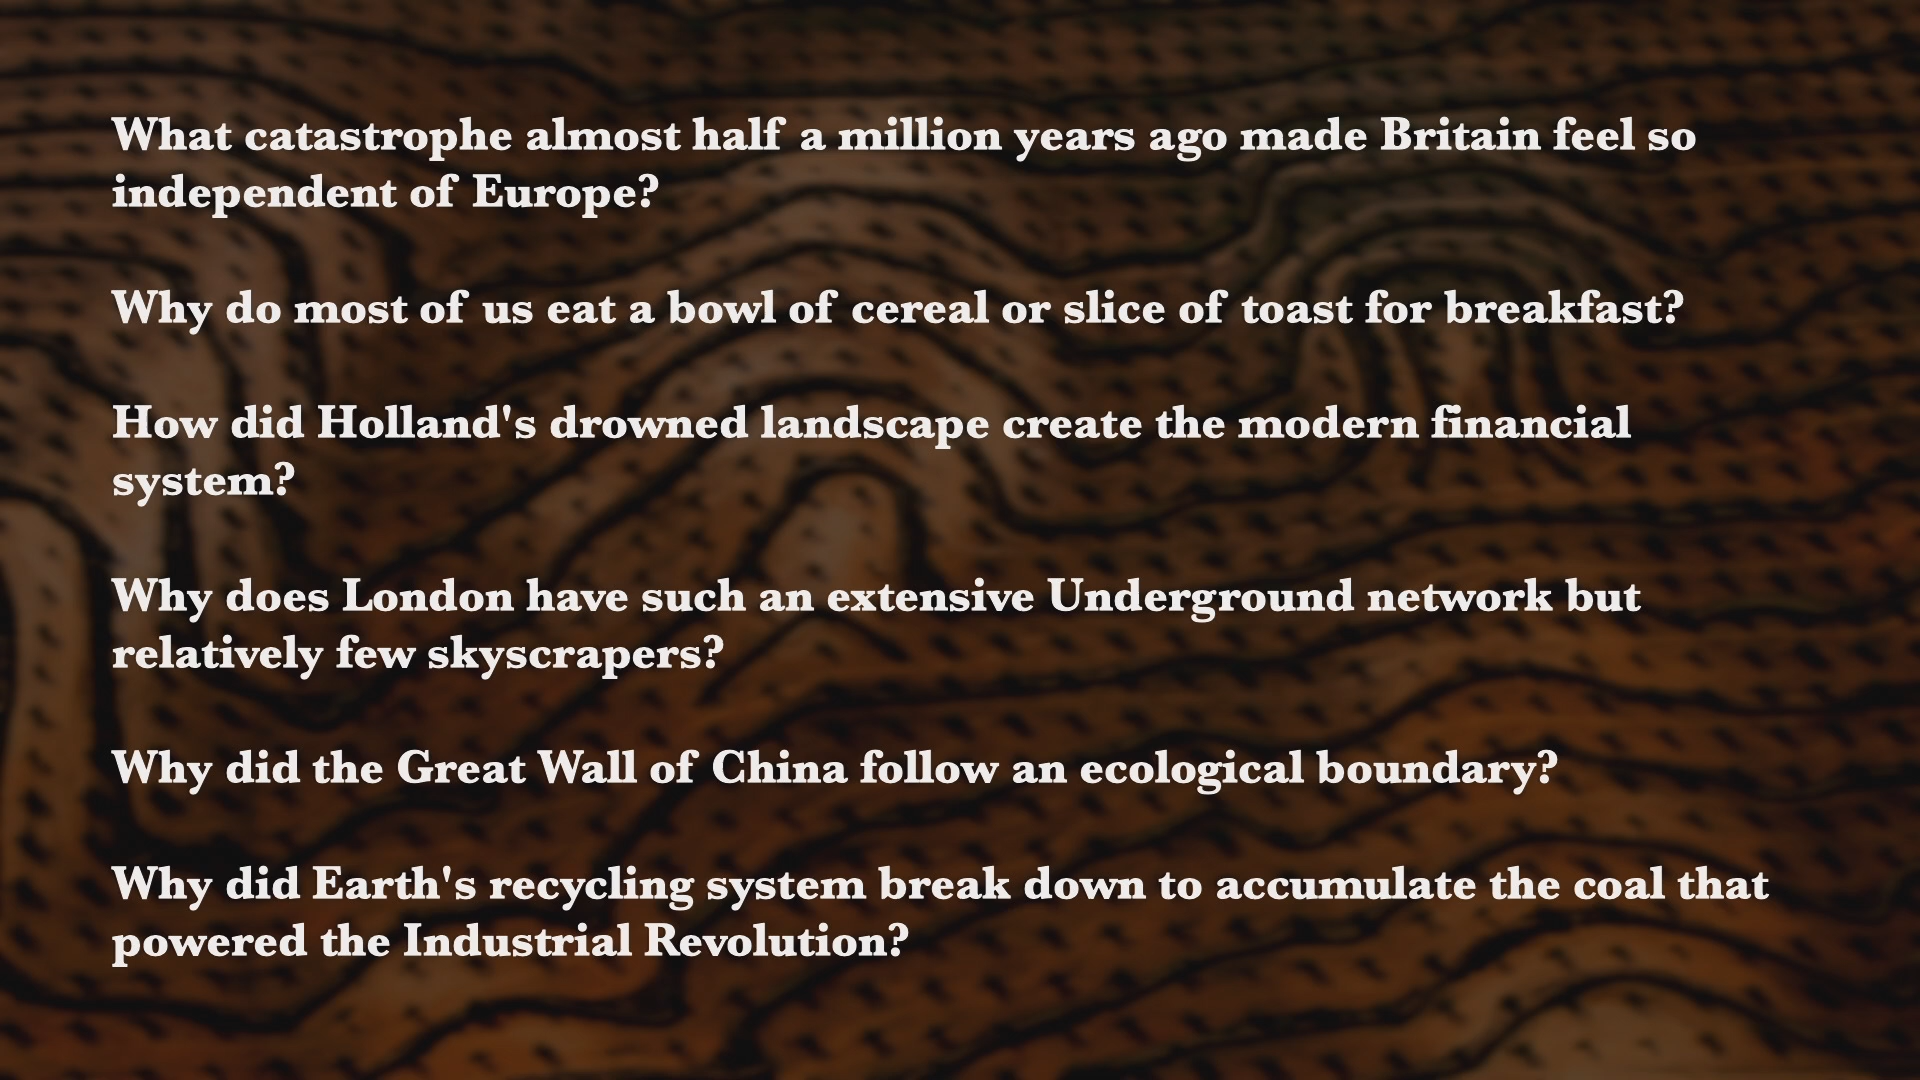 What catastrophe almost half a million years ago made Britain feel so
independent of Europe?
Why do most of us eat a bowl of cereal or slice of toast for breakfast?
How did Holland's drowned landscape create the modern financial
system?
Why does London have such an extensive Underground network but
relatively few skyscrapers?
Why did the Great Wall of China follow an ecological boundary?
Why did Earth's recycling system break down to accumulate the coal that
powered the Industrial Revolution?